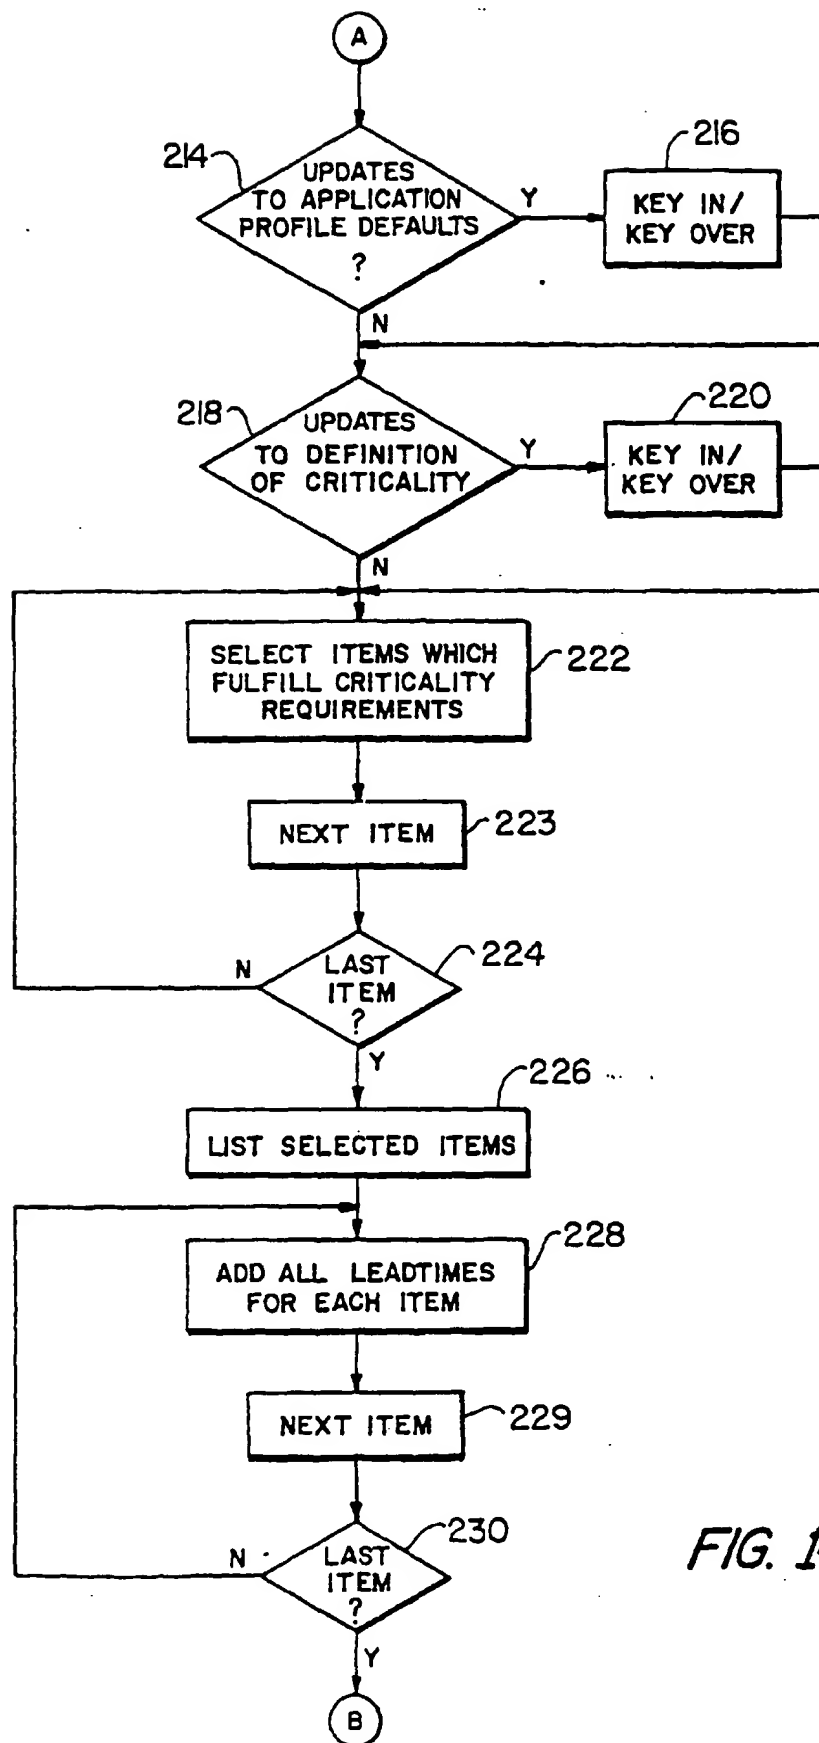 A
214
UPDATES
TO APPLICATION
PROFILE DEFAULTS
?
Y
216
KEY IN/
KEY OVER
N
218
UPDATES
TO DEFINITION
OF CRITICALITY
Y
220
KEY IN/
KEY OVER
N
SELECT ITEMS WHICH
FULFILL CRITICALITY
REQUIREMENTS
222
NEXT ITEM
223
N
LAST
ITEM
?
224
Y
226
LIST SELECTED ITEMS
228
ADD ALL LEADTIMES
FOR EACH ITEM
NEXT ITEM
229
230
N
LAST
ITEM
?
Y
B
FIG.